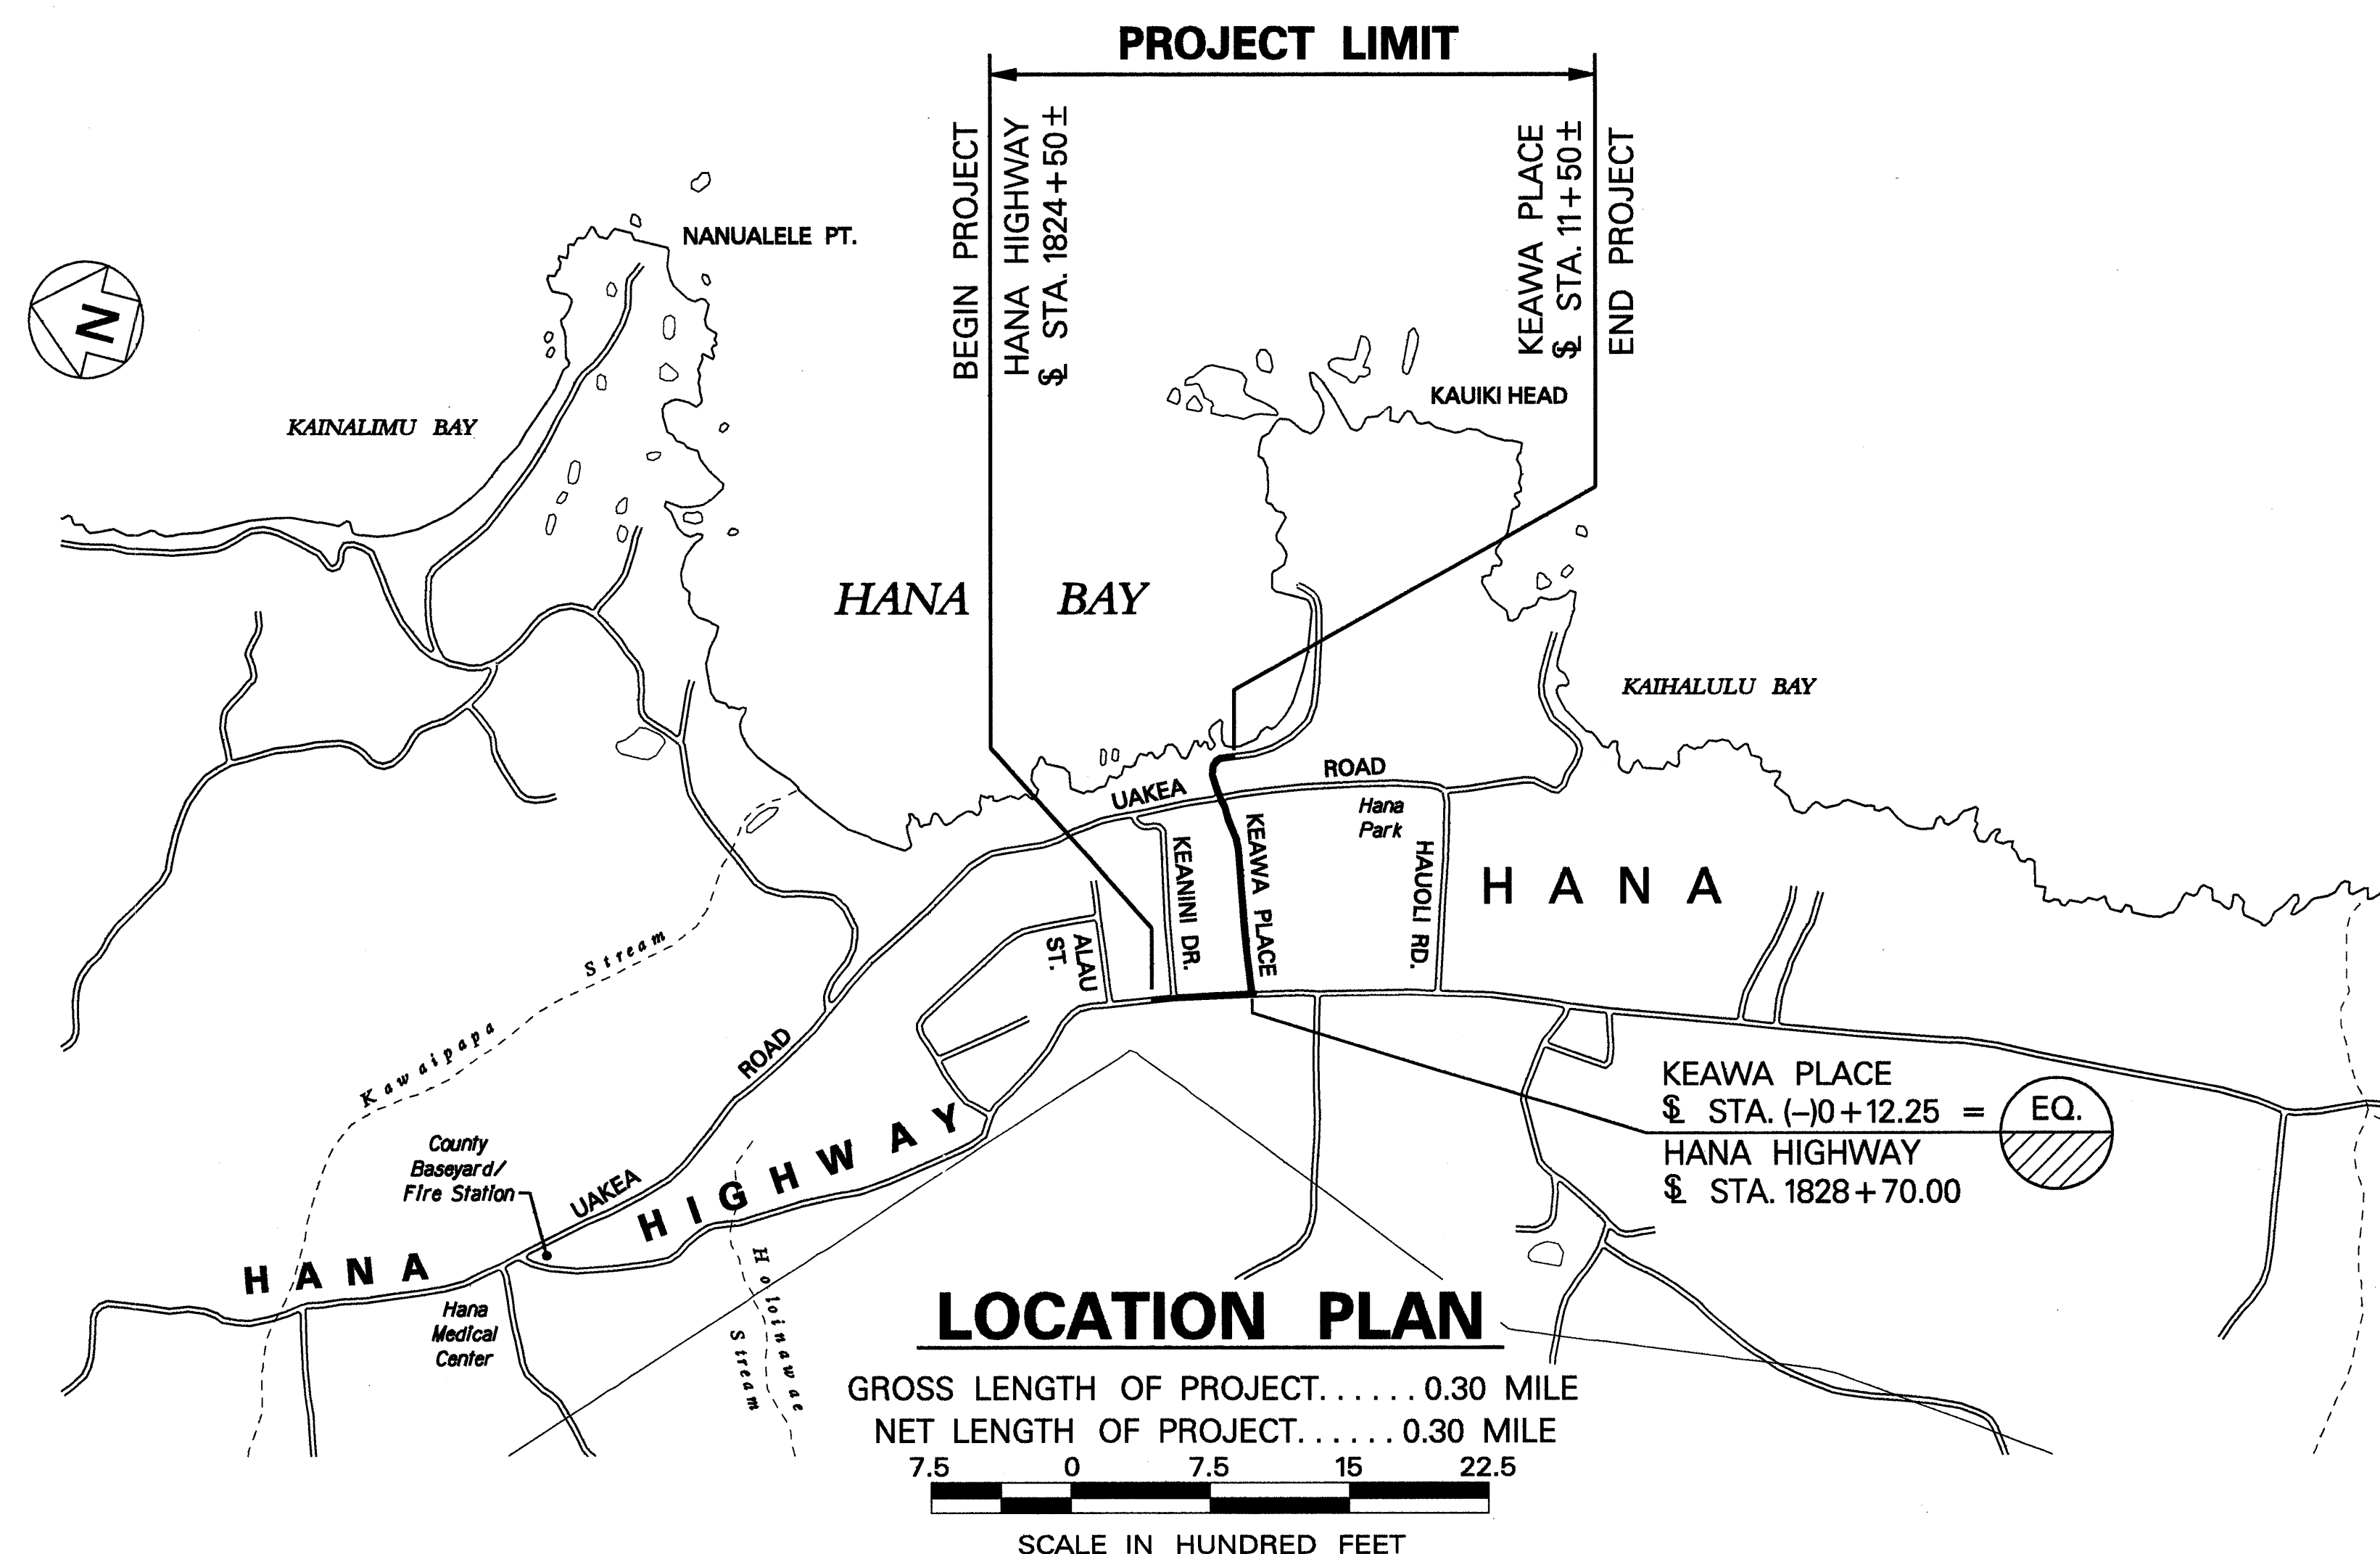 PROJECT LIMIT
BEGIN PROJECT
HANA HIGHWAY
℄ STA. 1824+50±
KEAWA PLACE
℄ STA. 11+50±
END PROJECT
N
NANUALELE PT.
KAINALIMU BAY
KAUIKI HEAD
HANA BAY
KAIHALULU BAY
UAKEA ROAD
Hana
Park
KEANINI DR.
KEAWA PLACE
HAUOLI RD.
HANA
ALAU
ST.
Kawaipapa Stream
UAKEA ROAD
County
Baseyard/
Fire Station
HANA HIGHWAY
Hana
Medical
Center
Holoinawae
Stream
KEAWA PLACE
℄ STA. (–)0+12.25 =
EQ.
HANA HIGHWAY
℄ STA. 1828+70.00
LOCATION PLAN
GROSS LENGTH OF PROJECT......0.30 MILE
NET LENGTH OF PROJECT......0.30 MILE
7.5 0 7.5 15 22.5
SCALE IN HUNDRED FEET